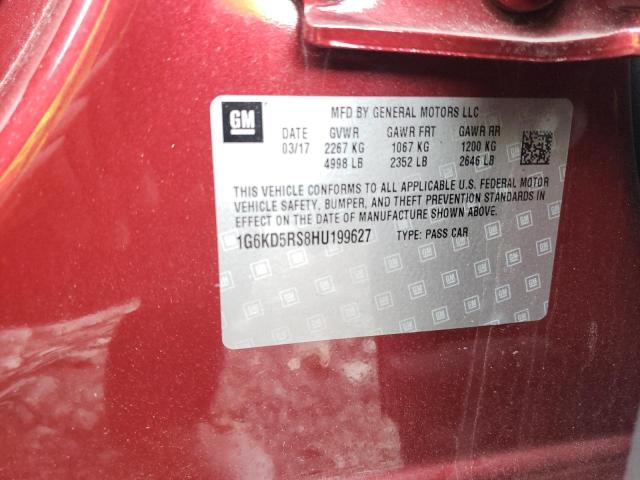 GM
MFD BY GENERAL MOTORS LLC
DATE GVWR GAWR FRT GAWR RR
03/17 2267 KG 1067 KG 1200 KG
4998 LB 2352 LB 2646 LB
THIS VEHICLE CONFORMS TO ALL APPLICABLE U.S. FEDERAL MOTOR
VEHICLE SAFETY, BUMPER, AND THEFT PREVENTION STANDARDS IN
EFFECT ON THE DATE OF MANUFACTURE SHOWN ABOVE.
1G6KD5RS8HU199627 TYPE: PASS CAR